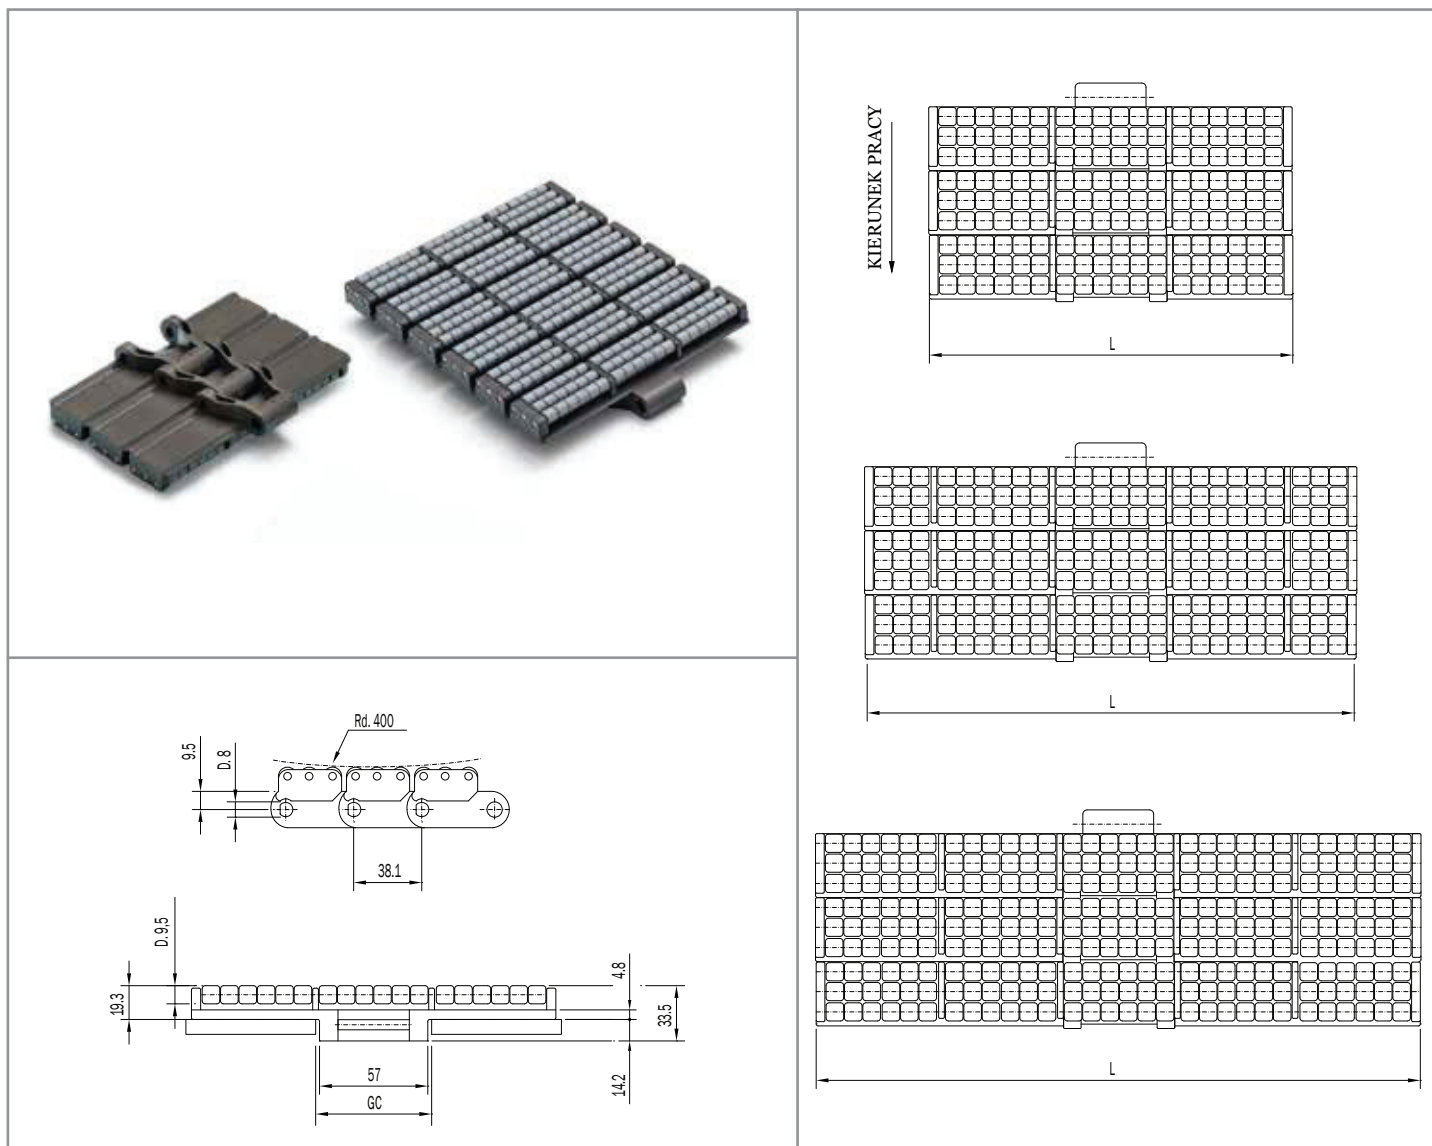 KIERUNEK PRACY
L
L
L
Rd. 400
9.5
D. 8
38.1
D. 9,5
19.3
4.8
33.5
14.2
57
GC